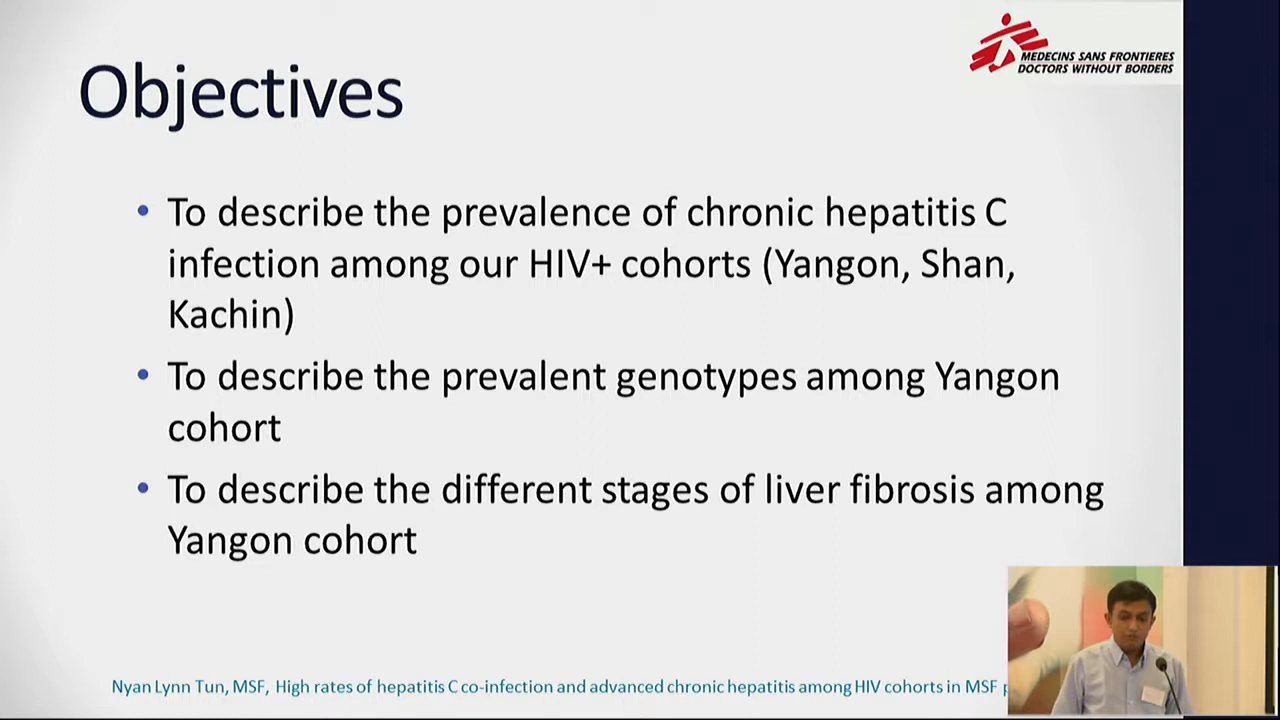 MEDECINS SANS FRONTIERES
DOCTORS WITHOUT BORDERS
Objectives
• To describe the prevalence of chronic hepatitis C
infection among our HIV+ cohorts (Yangon, Shan,
Kachin)
• To describe the prevalent genotypes among Yangon
cohort
• To describe the different stages of liver fibrosis among
Yangon cohort
Nyan Lynn Tun, MSF, High rates of hepatitis C co-infection and advanced chronic hepatitis among HIV cohorts in MSF